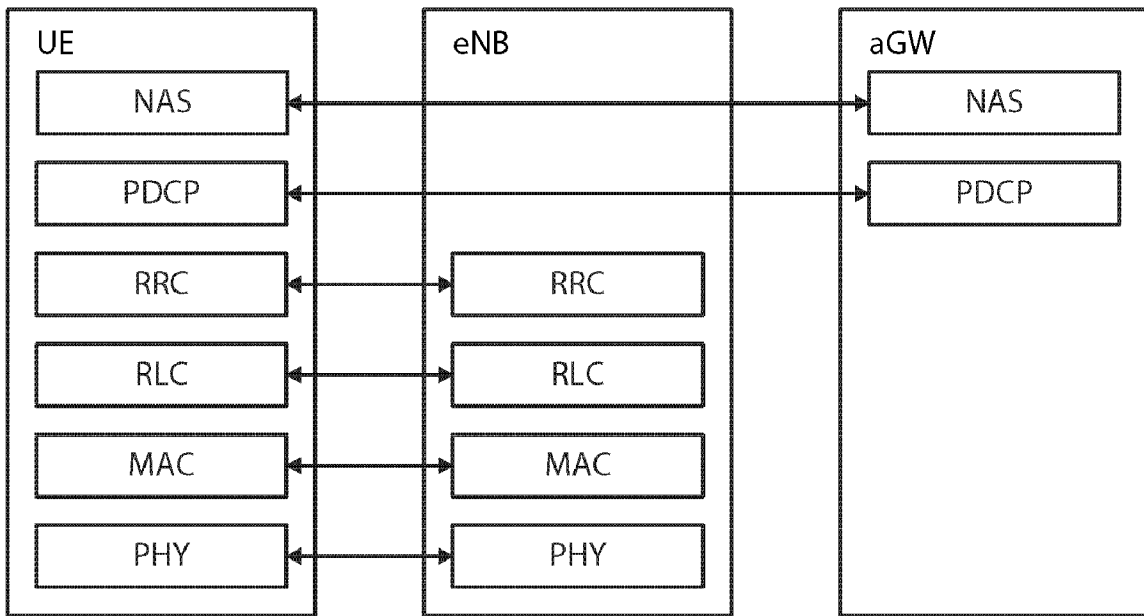 UE eNB aGW
NAS NAS
PDCP PDCP
RRC RRC
RLC RLC
MAC MAC
PHY PHY